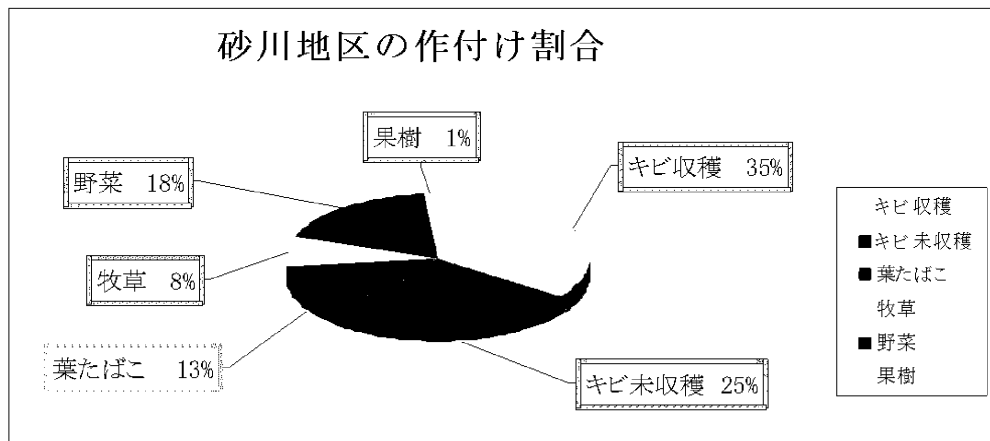 砂川地区の作付け割合
果樹 1%
キビ収穫 35%
野菜 18%
牧草 8%
葉たばこ 13%
キビ未収穫 25%
キビ収穫
キビ未収穫
葉たばこ
牧草
野菜
果樹